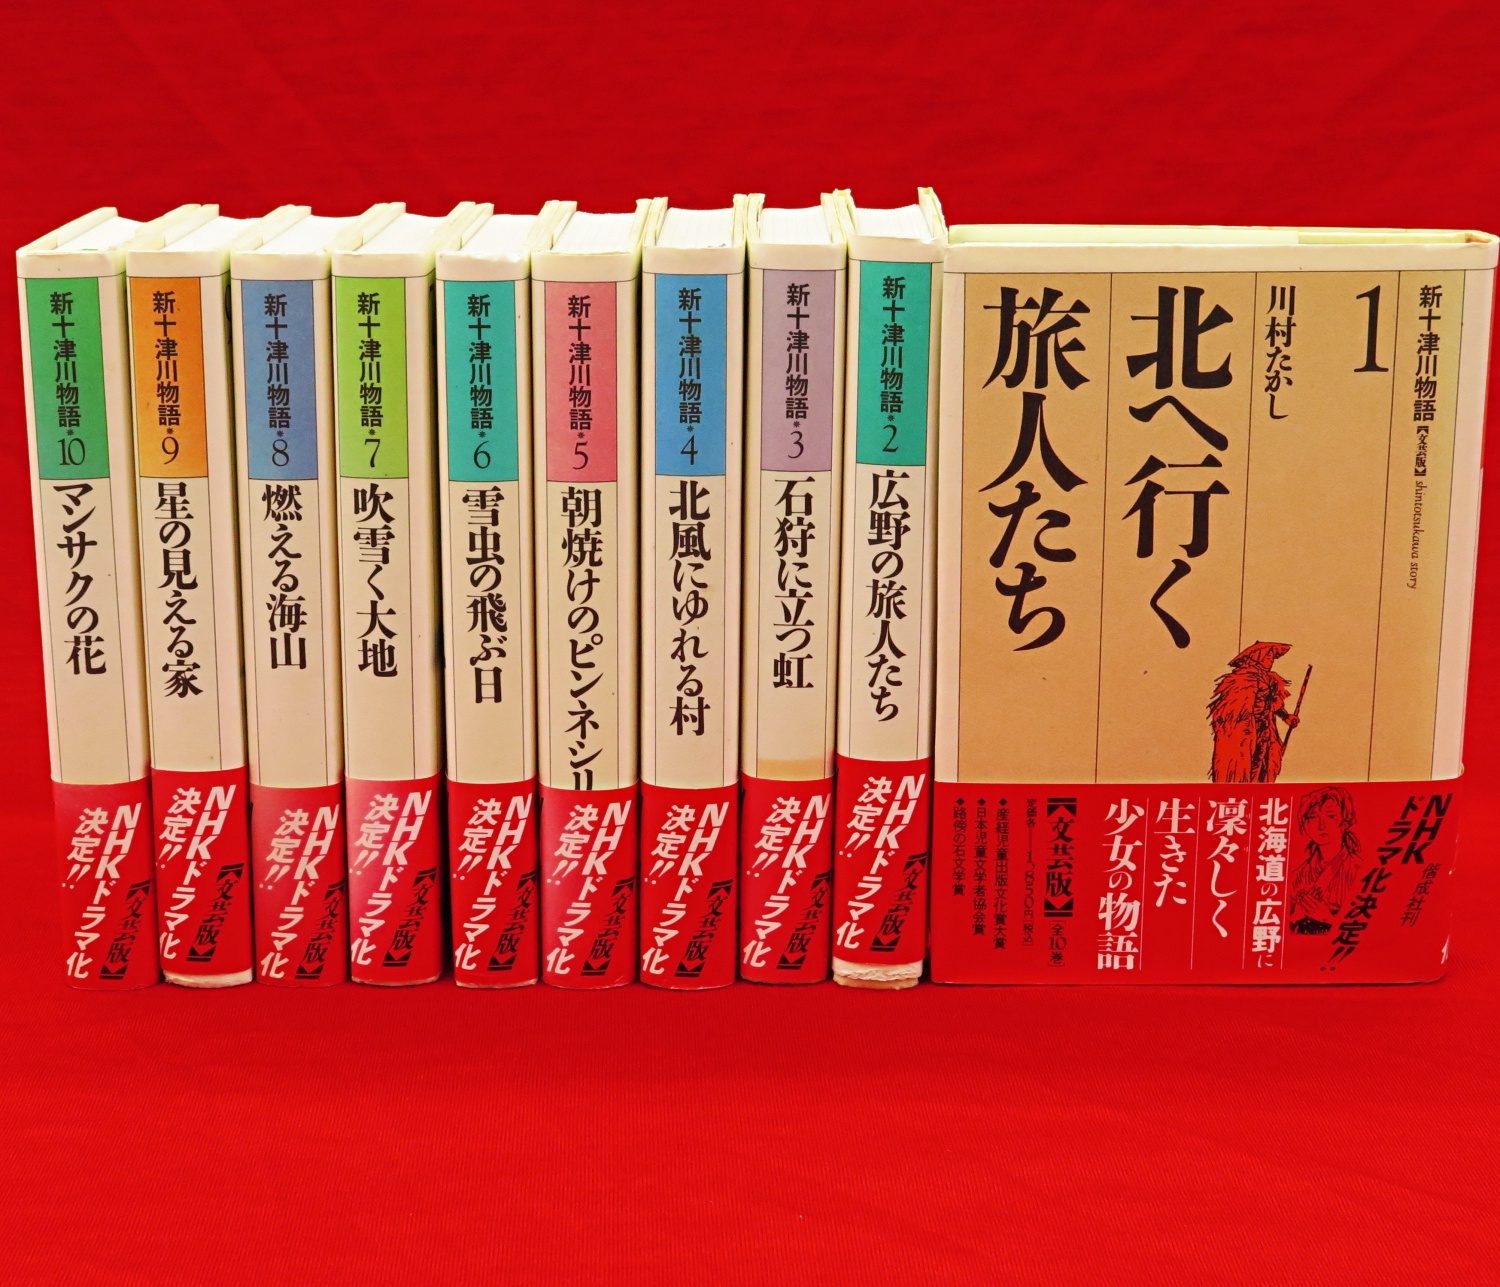 新十津川物語*10
マンサクの花
NHKドラマ化
決定!!
【文芸版】
新十津川物語*9
星の見える家
NHKドラマ化
決定!!
【文芸版】
新十津川物語*8
燃える海山
NHKドラマ化
決定!!
【文芸版】
新十津川物語*7
吹雪く大地
NHKドラマ化
決定!!
【文芸版】
新十津川物語*6
雪虫の飛ぶ日
NHKドラマ化
決定!!
【文芸版】
新十津川物語*5
朝焼けのピンネシリ
NHKドラマ化
決定!!
【文芸版】
新十津川物語*4
北風にゆれる村
NHKドラマ化
決定!!
【文芸版】
新十津川物語*3
石狩に立つ虹
NHKドラマ化
決定!!
【文芸版】
新十津川物語*2
広野の旅人たち
NHKドラマ化
決定!!
【文芸版】
新十津川物語【文芸版】shintotsukawa story
1
川村たかし
北へ行く
旅人たち
NHK
ドラマ化決定!!
偕成社刊
北海道の広野に
凛々しく
生きた
少女の物語
【文芸版】「全10巻」
定価各—1,850円(税込)
◆産経児童出版文化賞大賞
◆日本児童文学者協会賞
◆路傍の石文学賞